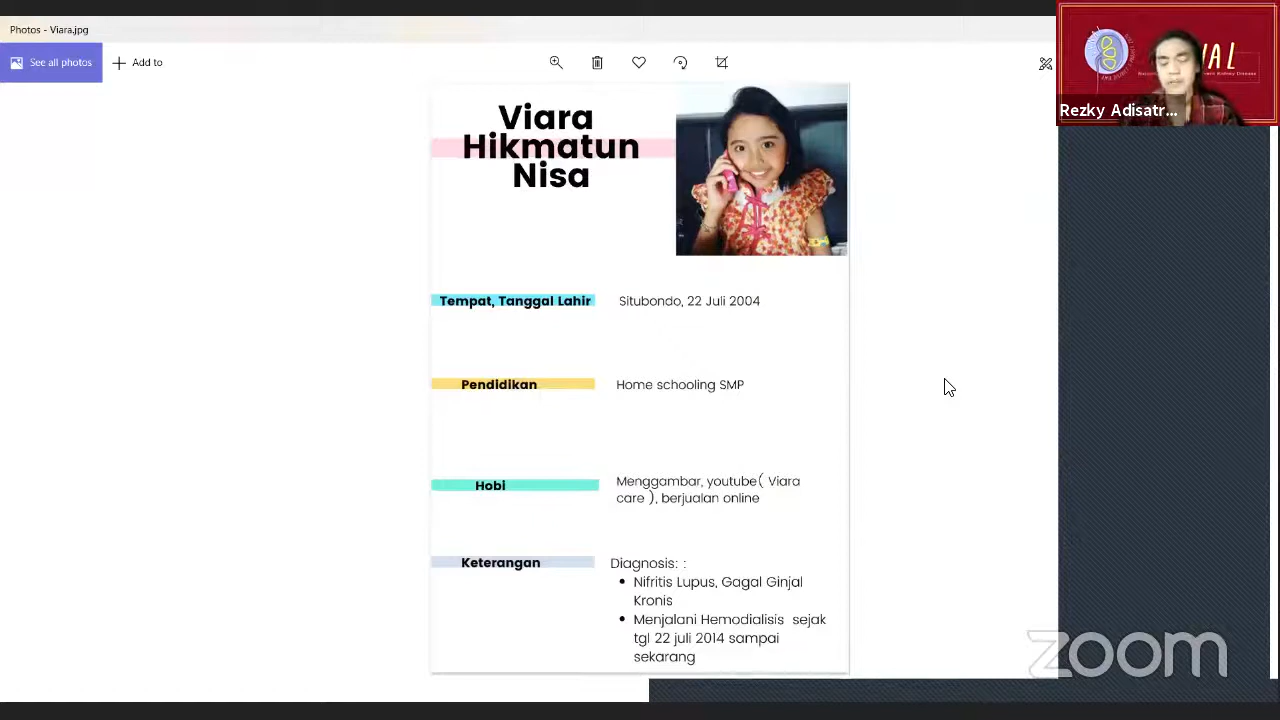 Photos - Viara.jpg
See all photos
Add to
Rezky Adisatr...
Viara
Hikmatun
Nisa
Tempat, Tanggal Lahir
Situbondo, 22 Juli 2004
Pendidikan
Home schooling SMP
Hobi
Menggambar, youtube( Viara
care ), berjualan online
Keterangan
Diagnosis: :
Nifritis Lupus, Gagal Ginjal
Kronis
Menjalani Hemodialisis sejak
tgl 22 juli 2014 sampai
sekarang
zoom